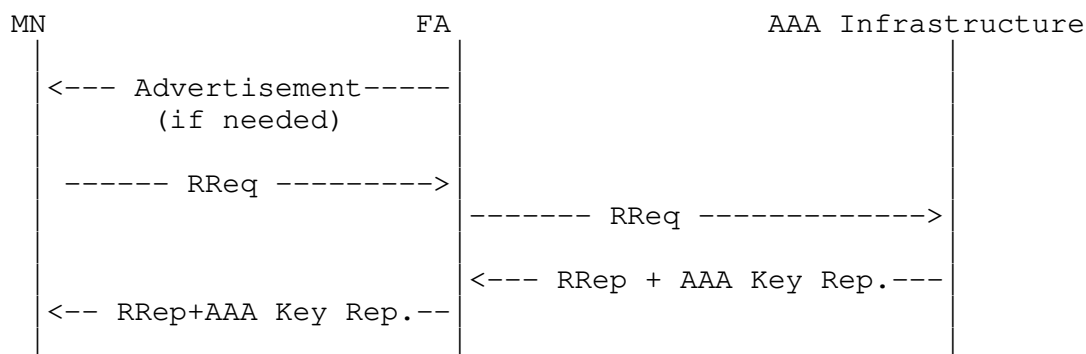 MN FA AAA Infrastructure
<--- Advertisement-----
(if needed)
------ RReq --------->
------- RReq ------------->
<--- RRep + AAA Key Rep.---
<-- RRep+AAA Key Rep.--